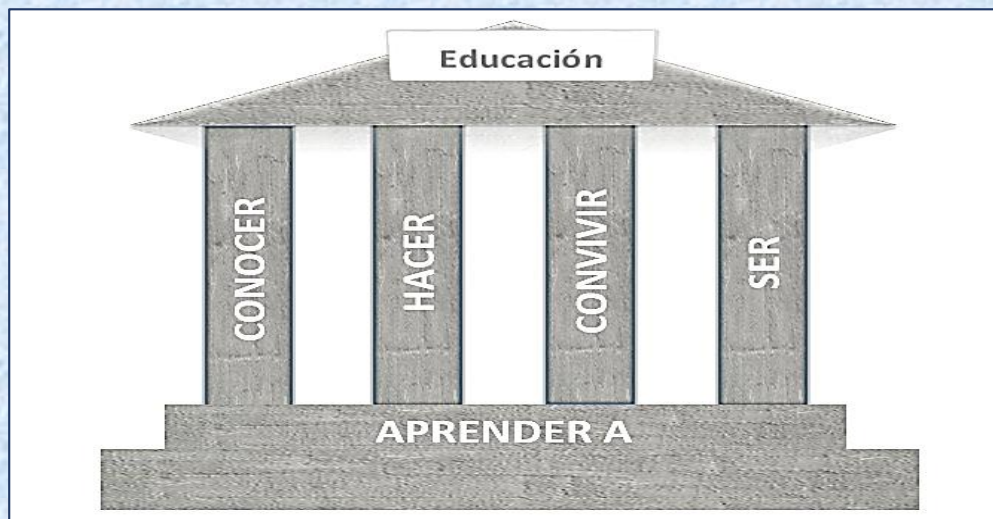 Educación
CONOCER
HACER
CONVIVIR
SER
APRENDER A